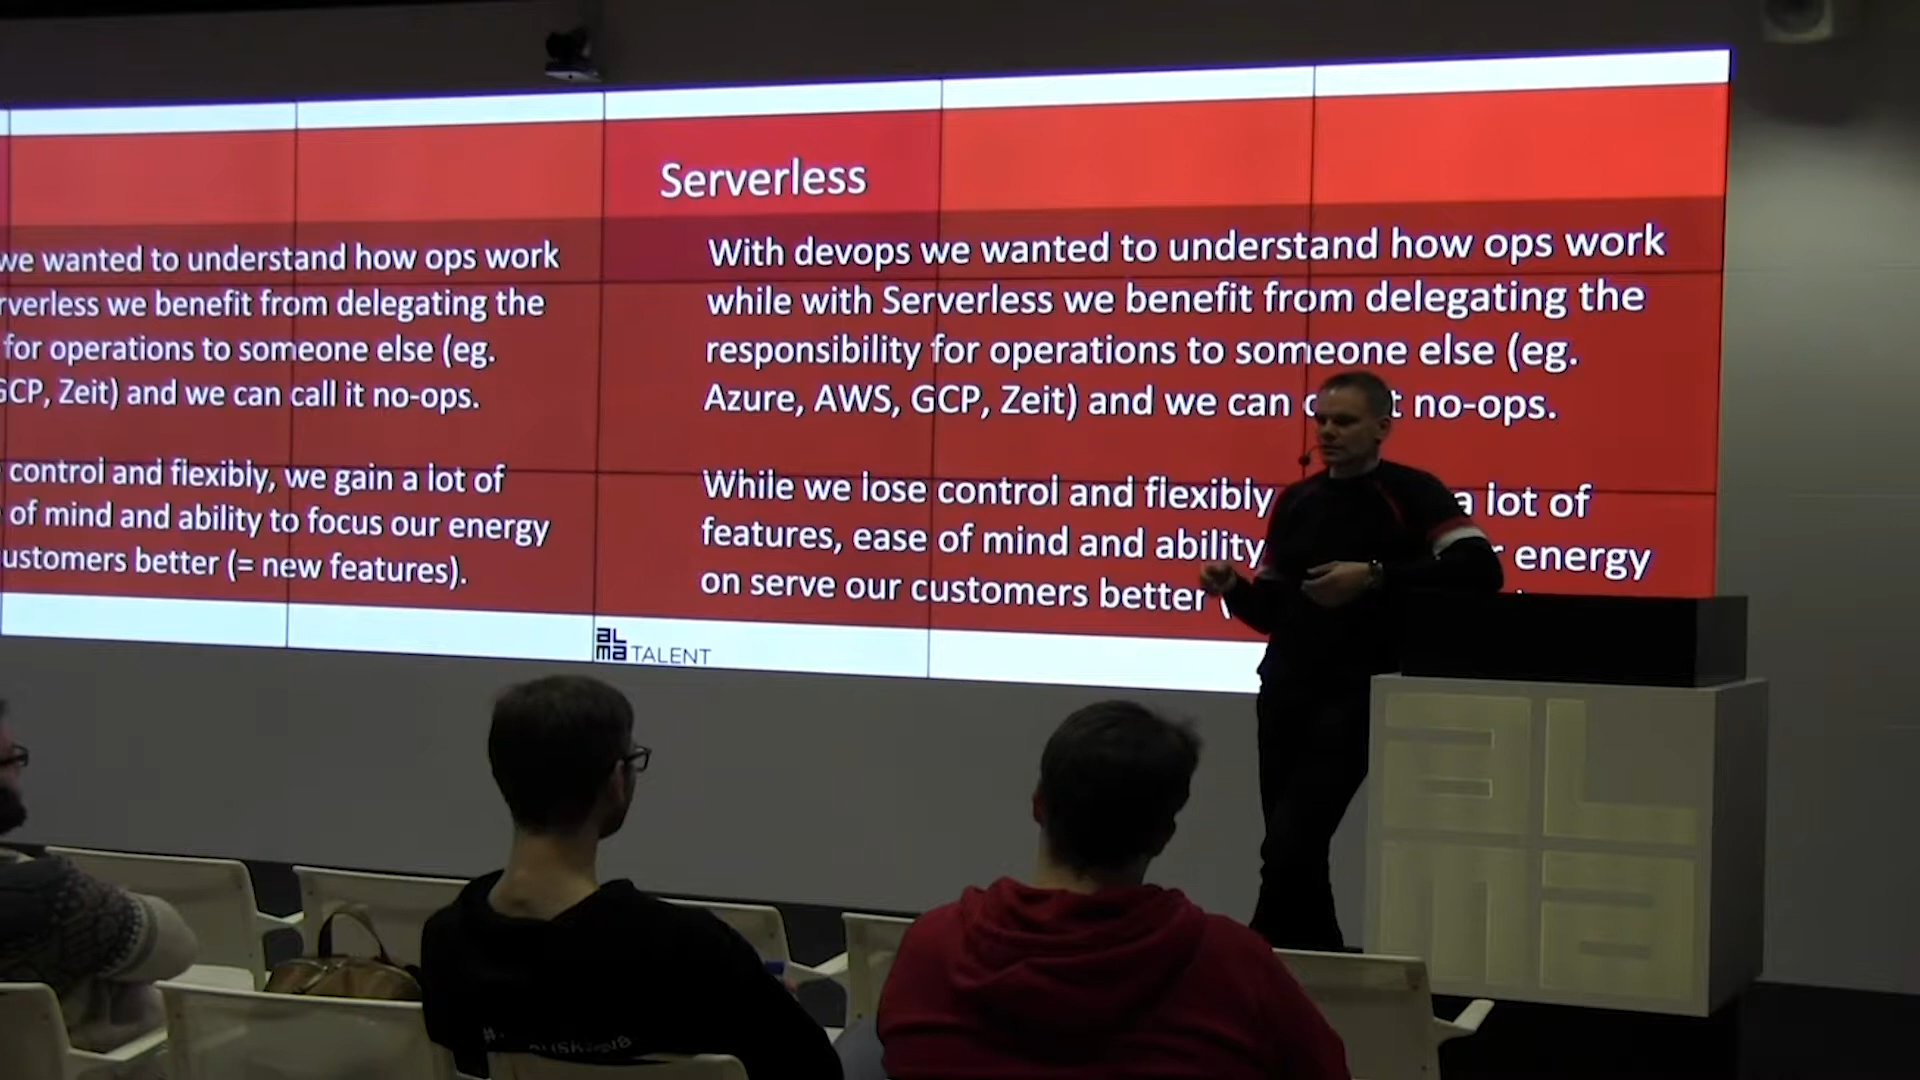 we wanted to understand how ops work
rverless we benefit from delegating the
for operations to someone else (eg.
GCP, Zeit) and we can call it no-ops.
control and flexibly, we gain a lot of
of mind and ability to focus our energy
ustomers better (= new features).
Serverless
With devops we wanted to understand how ops work
while with Serverless we benefit from delegating the
responsibility for operations to someone else (eg.
Azure, AWS, GCP, Zeit) and we can no-ops.
While we lose control and flexibly a lot of
features, ease of mind and ability energy
on serve our customers better (
aLma TALENT
aL
ma